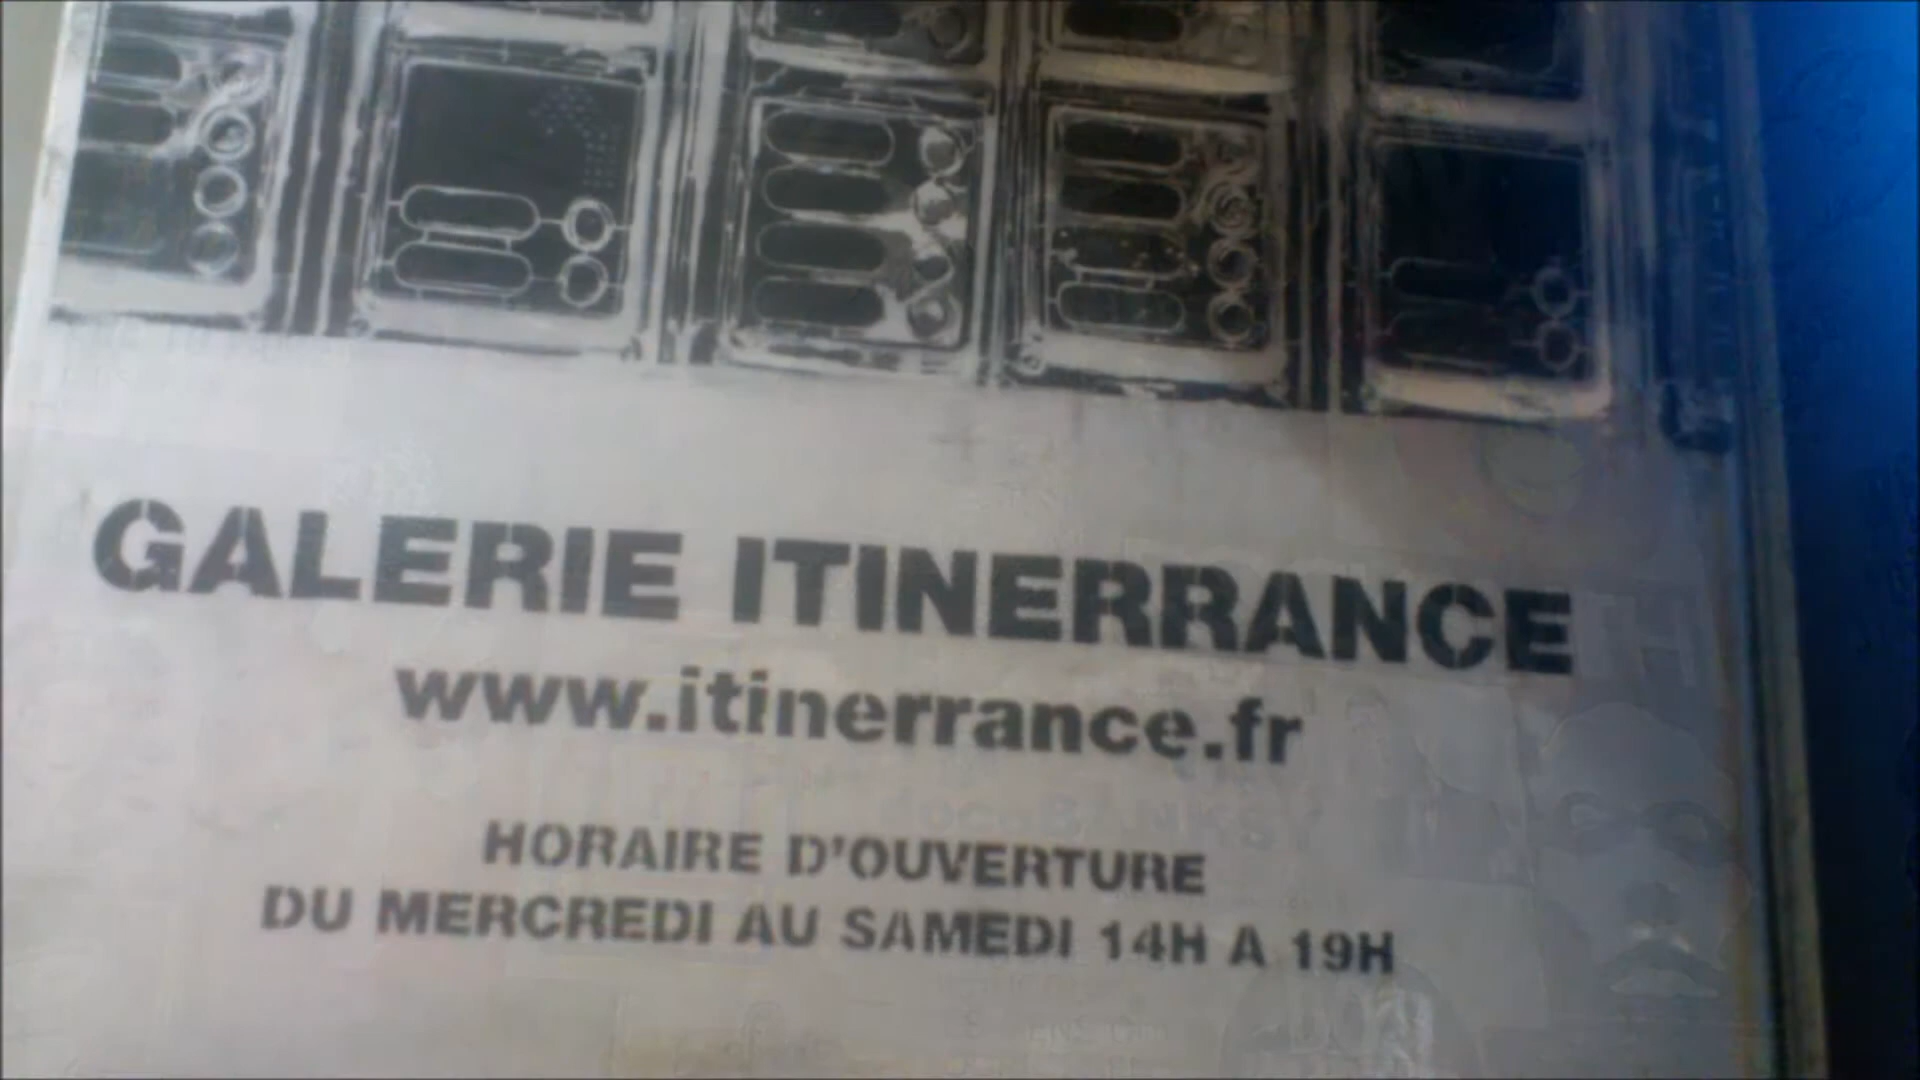 GALERIE ITINERRANCE
www.itinerrance.fr
HORAIRE D'OUVERTURE
DU MERCREDI AU SAMEDI 14H A 19H